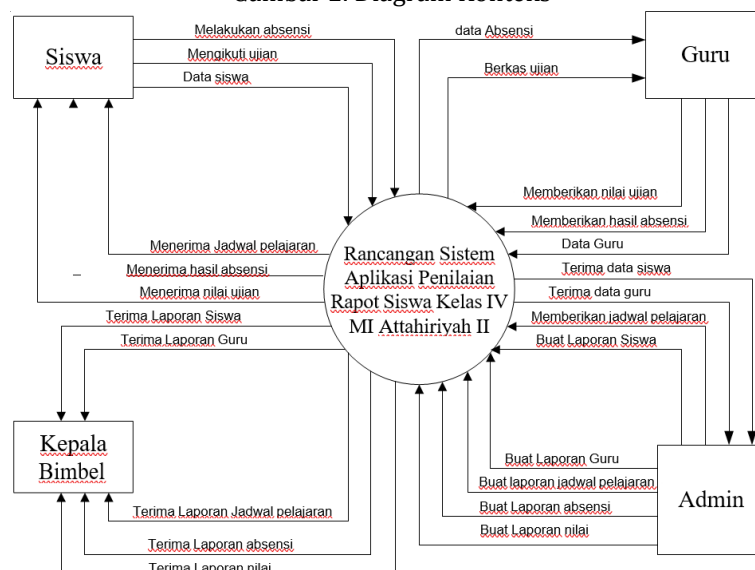 Gambar 2. Diagram Konteks
Siswa
Melakukan absensi
Mengikuti ujian
Data siswa
data Absensi
Berkas ujian
Guru
Memberikan nilai ujian
Memberikan hasil absensi
Data Guru
Menerima Jadwal pelajaran
Menerima hasil absensi
Menerima nilai ujian
Rancangan Sistem
Aplikasi Penilaian
Rapot Siswa Kelas IV
MI Attahiriyah II
Terima data siswa
Terima data guru
Memberikan jadwal pelajaran
Buat Laporan Siswa
Terima Laporan Siswa
Terima Laporan Guru
Kepala
Bimbel
Buat Laporan Guru
Buat laporan jadwal pelajaran
Buat Laporan absensi
Buat Laporan nilai
Admin
Terima Laporan Jadwal pelajaran
Terima Laporan absensi
Terima Laporan nilai